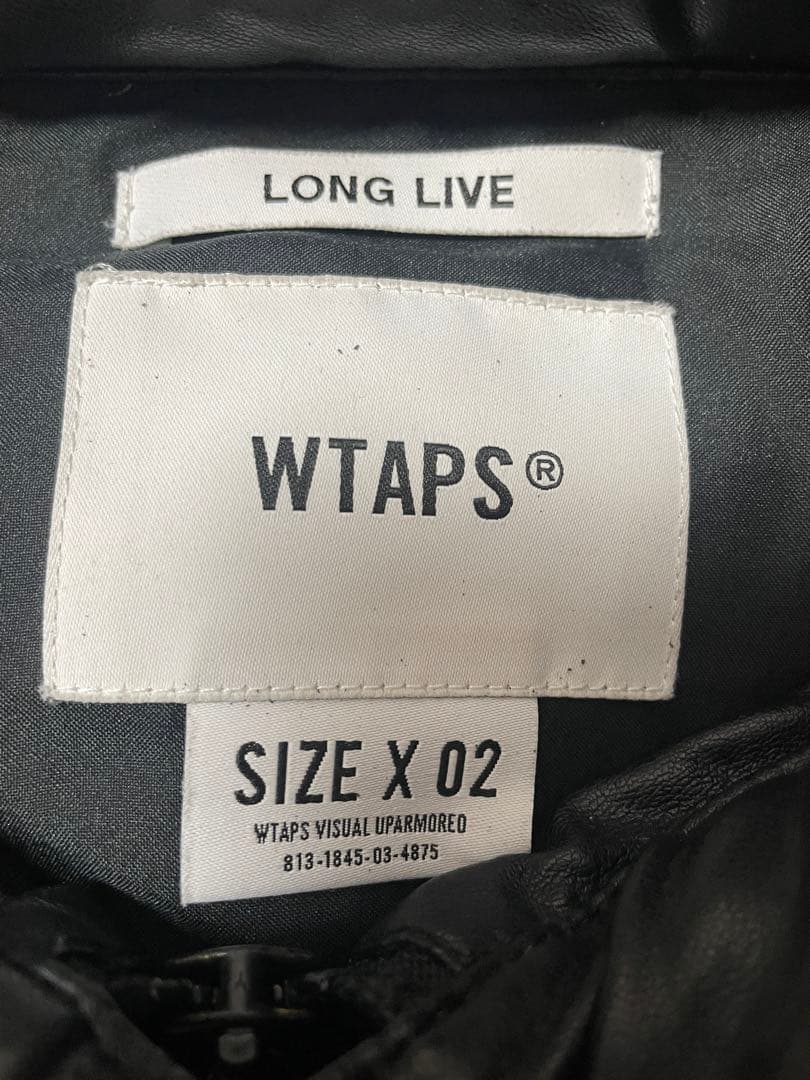 LONG LIVE
WTAPS®
SIZE X 02
WTAPS VISUAL UPARMORED
813-1845-03-4875